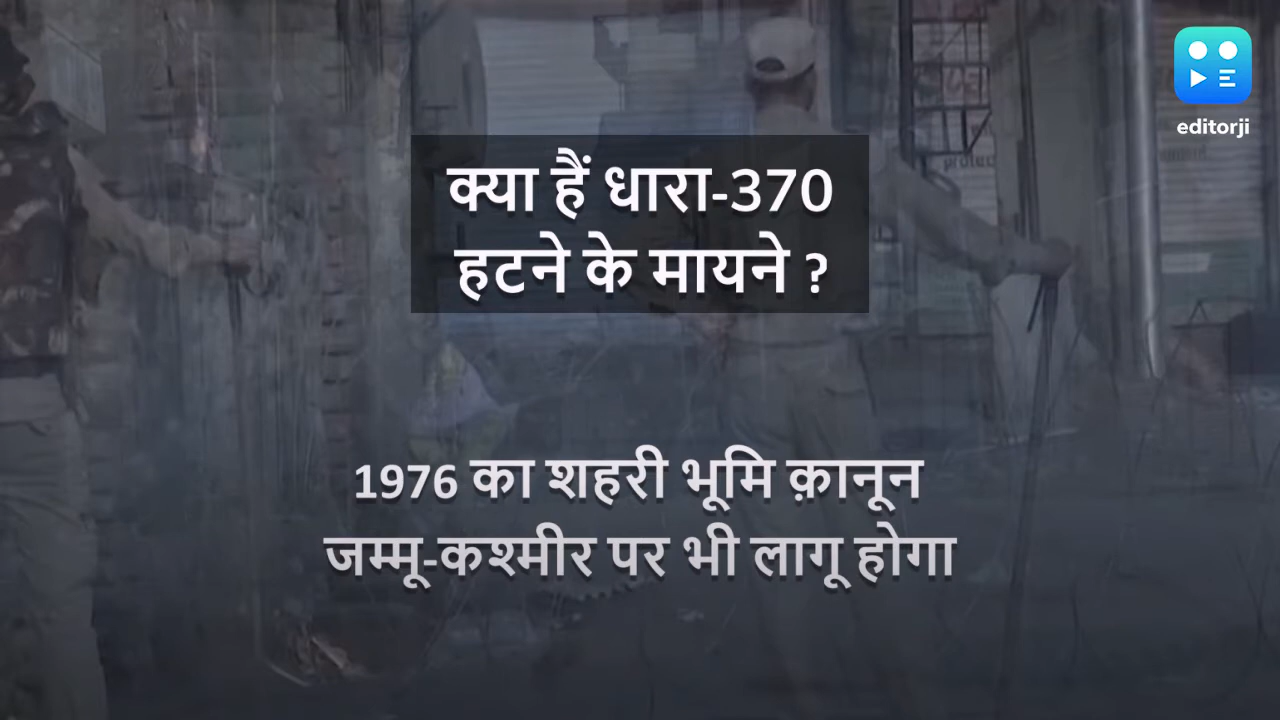 editorji
क्या हैं धारा-370
हटने के मायने ?
1976 का शहरी भूमि क़ानून
जम्मू-कश्मीर पर भी लागू होगा